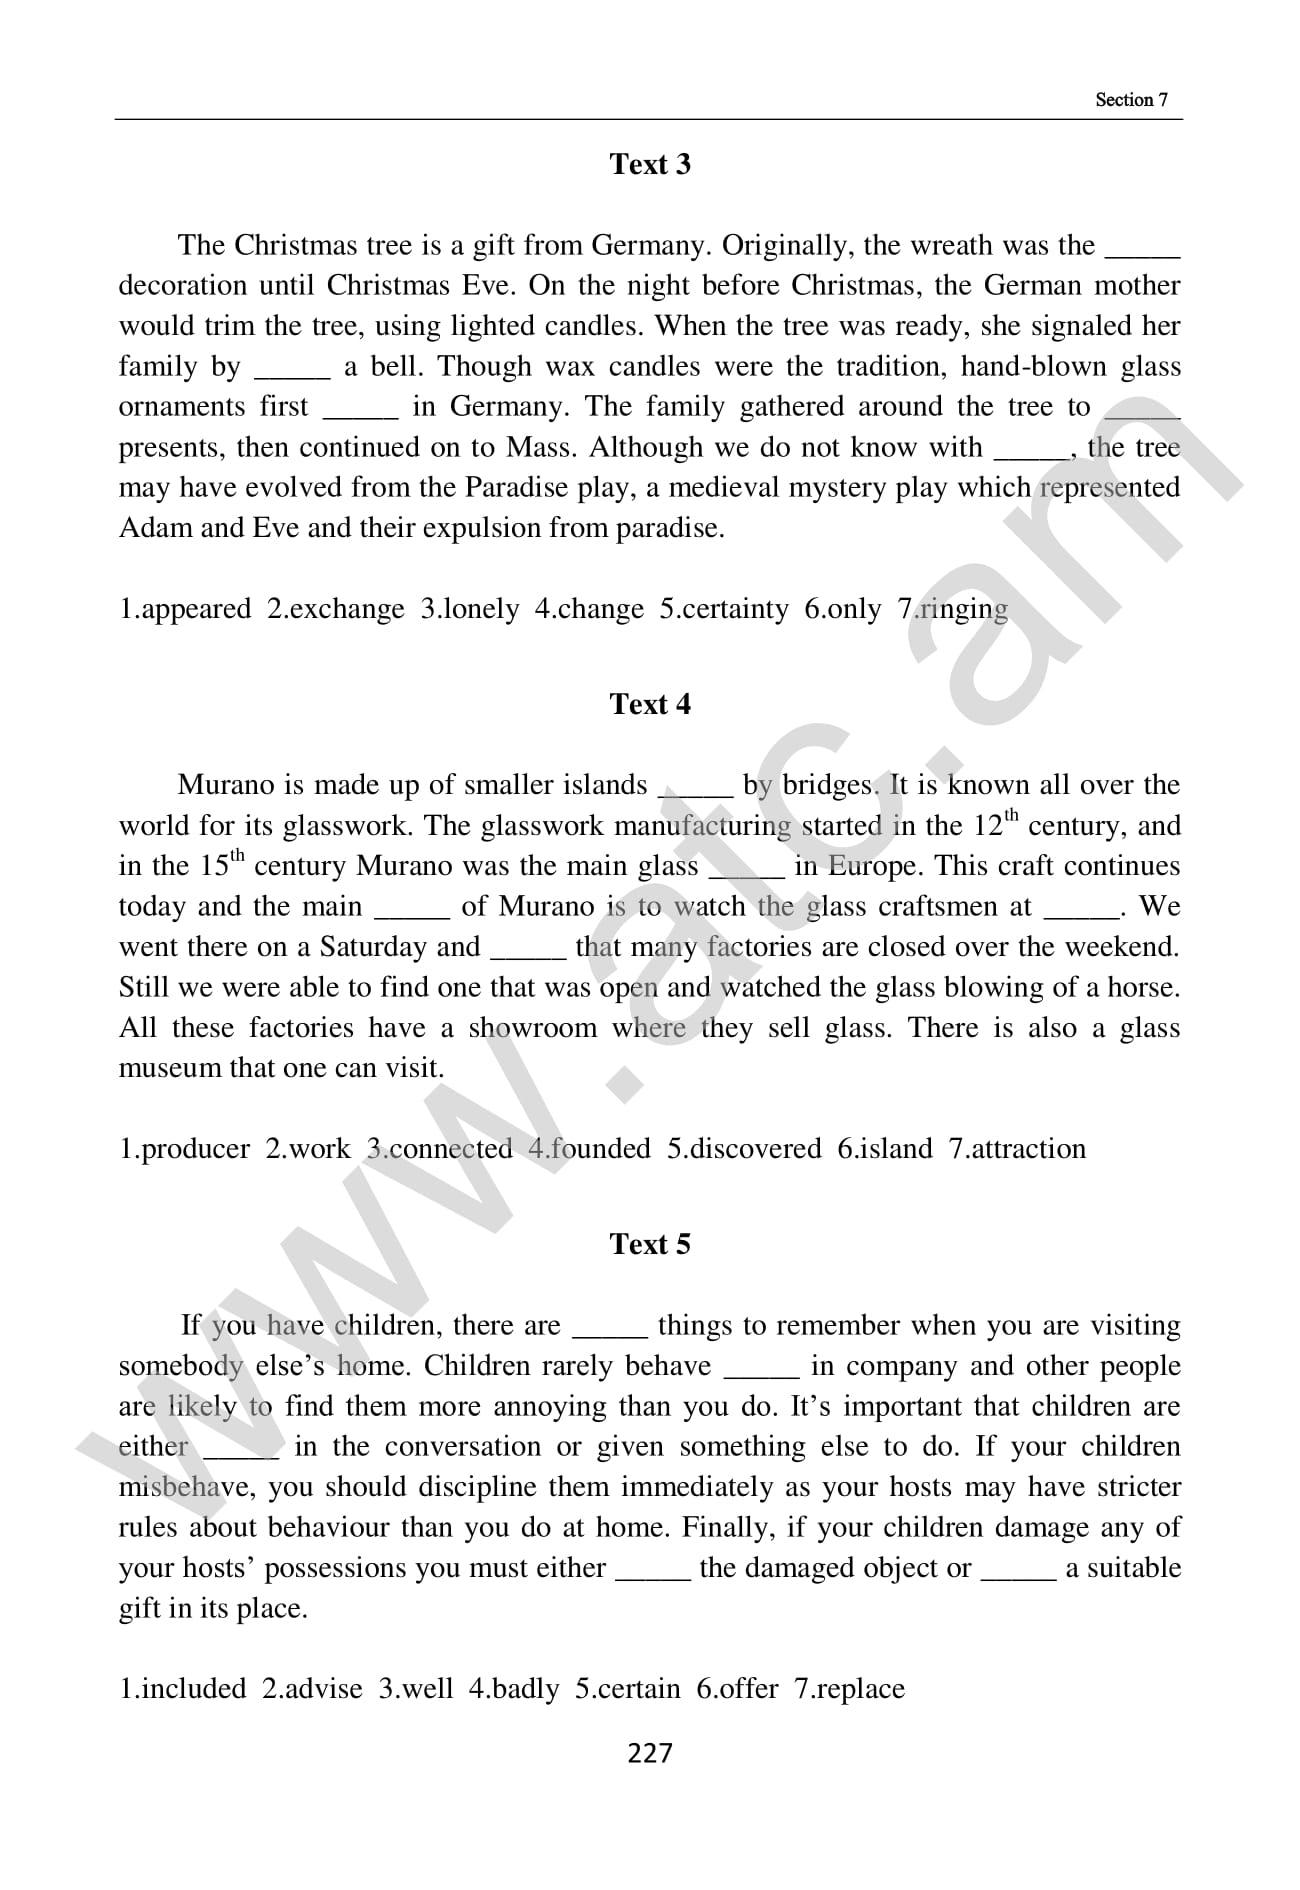 Section 7
Text 3
The Christmas tree is a gift from Germany. Originally, the wreath was the _____
decoration until Christmas Eve. On the night before Christmas, the German mother
would trim the tree, using lighted candles. When the tree was ready, she signaled her
family by _____ a bell. Though wax candles were the tradition, hand-blown glass
ornaments first _____ in Germany. The family gathered around the tree to _____
presents, then continued on to Mass. Although we do not know with _____, the tree
may have evolved from the Paradise play, a medieval mystery play which represented
Adam and Eve and their expulsion from paradise.
1.appeared 2.exchange 3.lonely 4.change 5.certainty 6.only 7.ringing
Text 4
Murano is made up of smaller islands _____ by bridges. It is known all over the
world for its glasswork. The glasswork manufacturing started in the 12th century, and
in the 15th century Murano was the main glass _____ in Europe. This craft continues
today and the main _____ of Murano is to watch the glass craftsmen at _____. We
went there on a Saturday and _____ that many factories are closed over the weekend.
Still we were able to find one that was open and watched the glass blowing of a horse.
All these factories have a showroom where they sell glass. There is also a glass
museum that one can visit.
1.producer 2.work 3.connected 4.founded 5.discovered 6.island 7.attraction
Text 5
If you have children, there are _____ things to remember when you are visiting
somebody else’s home. Children rarely behave _____ in company and other people
are likely to find them more annoying than you do. It’s important that children are
either _____ in the conversation or given something else to do. If your children
misbehave, you should discipline them immediately as your hosts may have stricter
rules about behaviour than you do at home. Finally, if your children damage any of
your hosts’ possessions you must either _____ the damaged object or _____ a suitable
gift in its place.
1.included 2.advise 3.well 4.badly 5.certain 6.offer 7.replace
227
www.atc.am